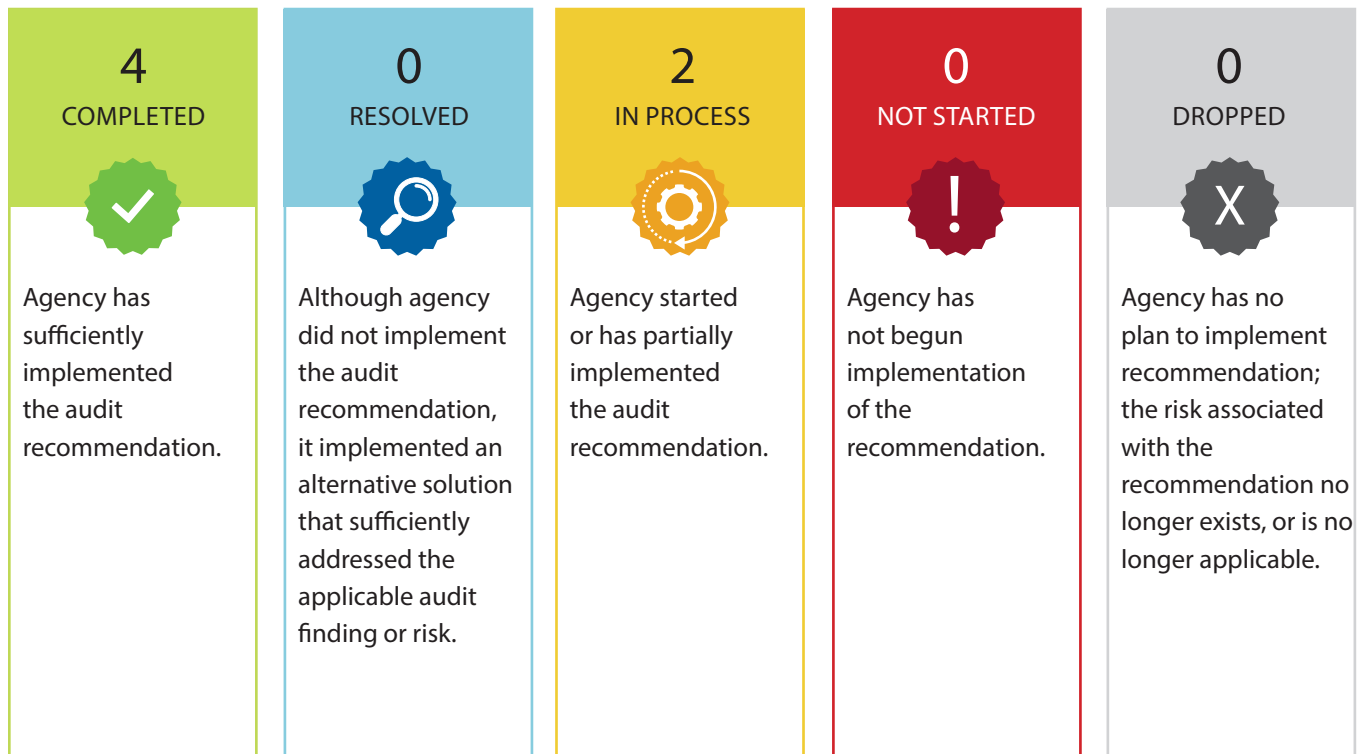 4
COMPLETED
Agency has
sufficiently
implemented
the audit
recommendation.
0
RESOLVED
Although agency
did not implement
the audit
recommendation,
it implemented an
alternative solution
that sufficiently
addressed the
applicable audit
finding or risk.
2
IN PROCESS
Agency started
or has partially
implemented
the audit
recommendation.
0
NOT STARTED
!
Agency has
not begun
implementation
of the
recommendation.
0
DROPPED
X
Agency has no
plan to implement
recommendation;
the risk associated
with the
recommendation no
longer exists, or is no
longer applicable.